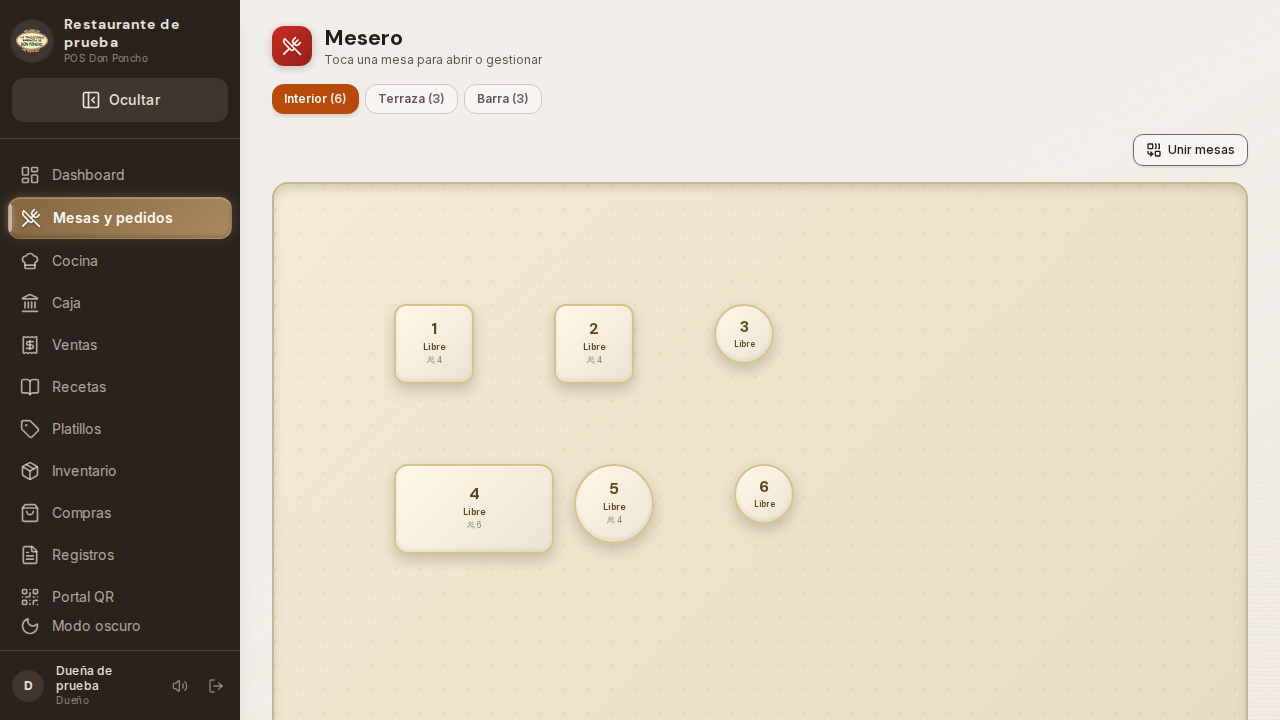 Restaurante de
prueba
POS Don Poncho
Ocultar
Dashboard
Mesas y pedidos
Cocina
Caja
Ventas
Recetas
Platillos
Inventario
Compras
Registros
Portal QR
Modo oscuro
D
Dueña de
prueba
Dueño
Mesero
Toca una mesa para abrir o gestionar
Interior (6)
Terraza (3)
Barra (3)
Unir mesas
1
Libre
4
2
Libre
4
3
Libre
4
Libre
6
5
Libre
4
6
Libre